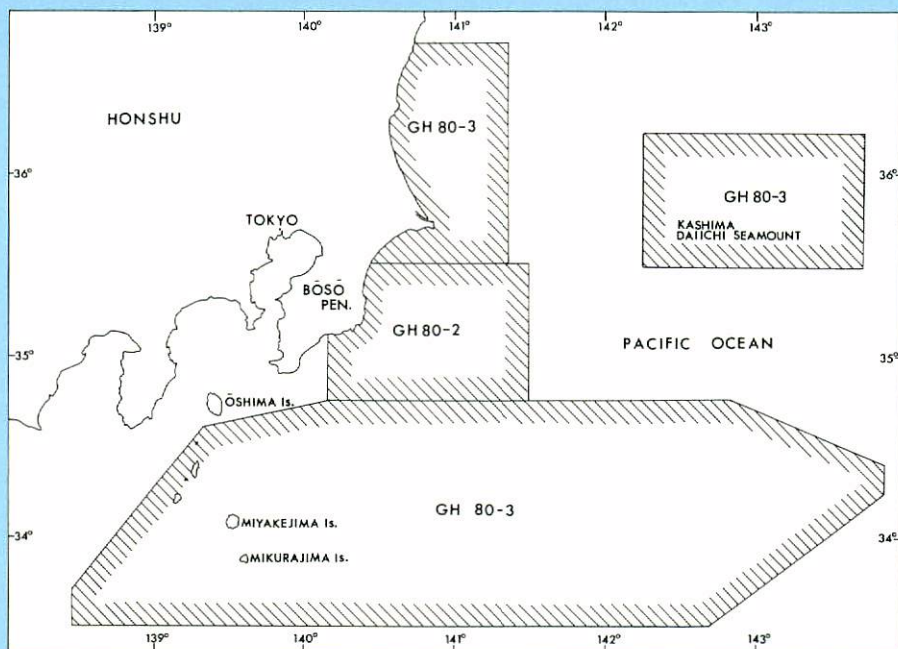 139° 140° 141° 142° 143°
HONSHU
GH 80-3
36°
36°
GH 80-3
KASHIMA
DAIICHI SEAMOUNT
TOKYO
BŌSŌ
PEN.
GH 80-2
PACIFIC OCEAN
35°
35°
ŌSHIMA Is.
GH 80-3
MIYAKEJIMA Is.
34°
34°
MIKURAJIMA Is.
139° 140° 141° 142° 143°